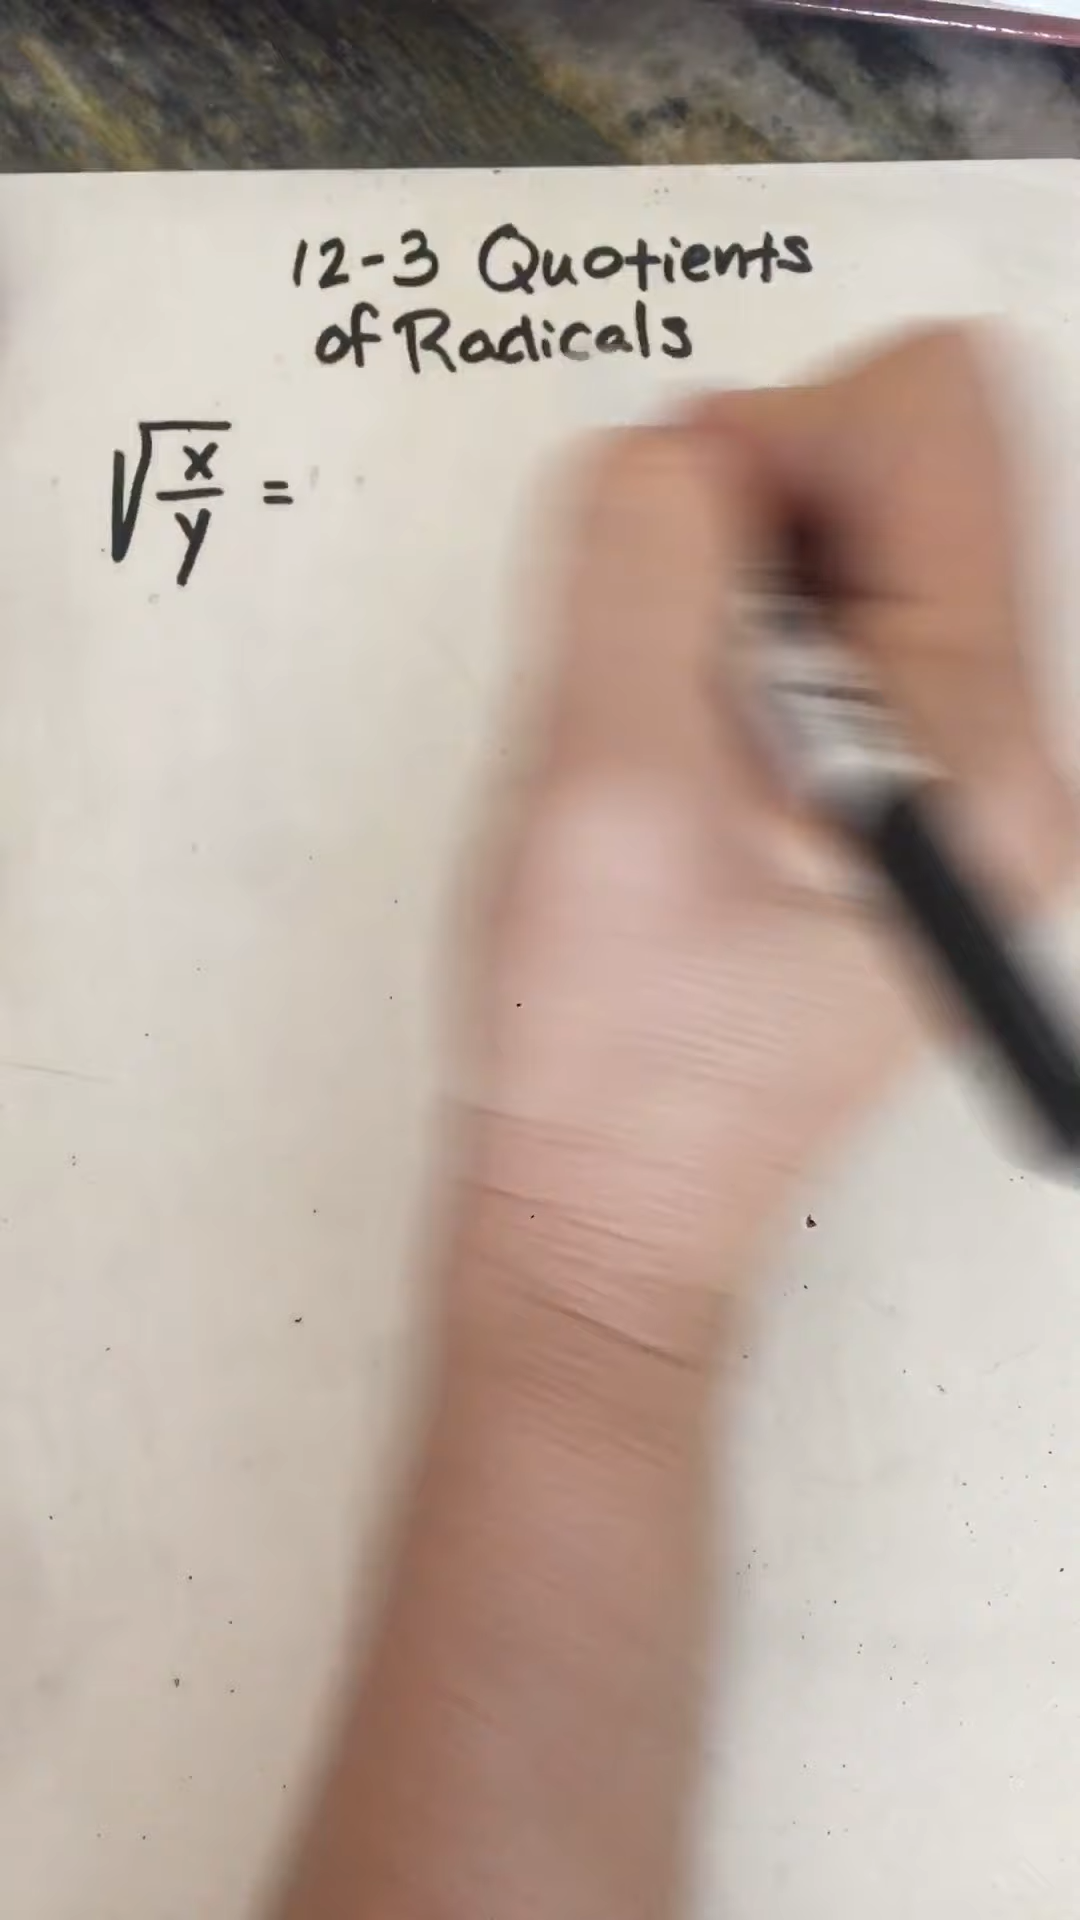 12-3 Quotients
of Radicals
√x/y =